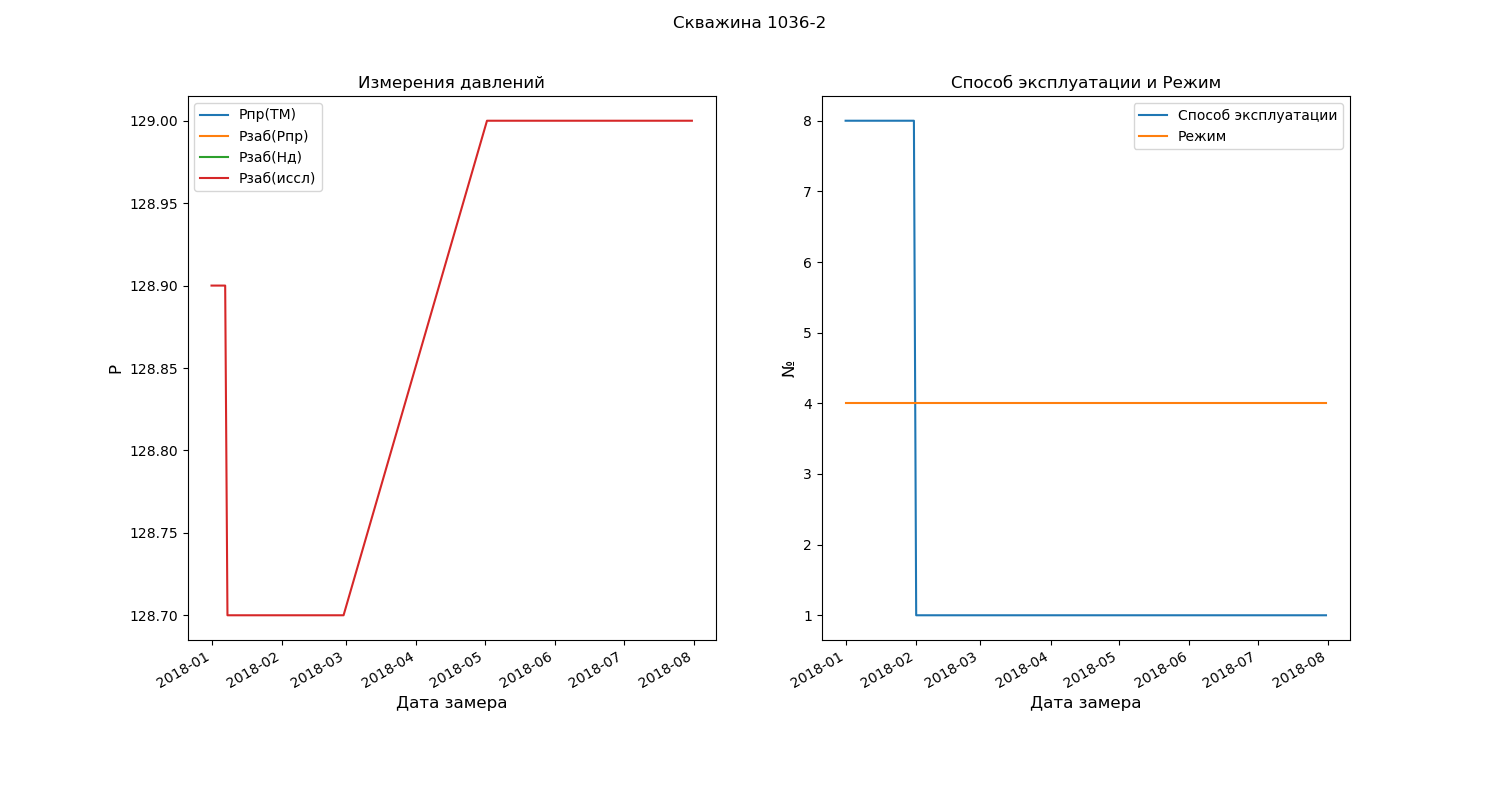 Скважина 1036-2
Измерения давлений
Рпр(ТМ)
Рзаб(Рпр)
Рзаб(Нд)
Рзаб(иссл)
129.00
128.95
128.90
128.85
128.80
128.75
128.70
Р
2018-01
2018-02
2018-03
2018-04
2018-05
2018-06
2018-07
2018-08
Дата замера
Способ эксплуатации и Режим
Способ эксплуатации
Режим
8
7
6
5
4
3
2
1
№
2018-01
2018-02
2018-03
2018-04
2018-05
2018-06
2018-07
2018-08
Дата замера